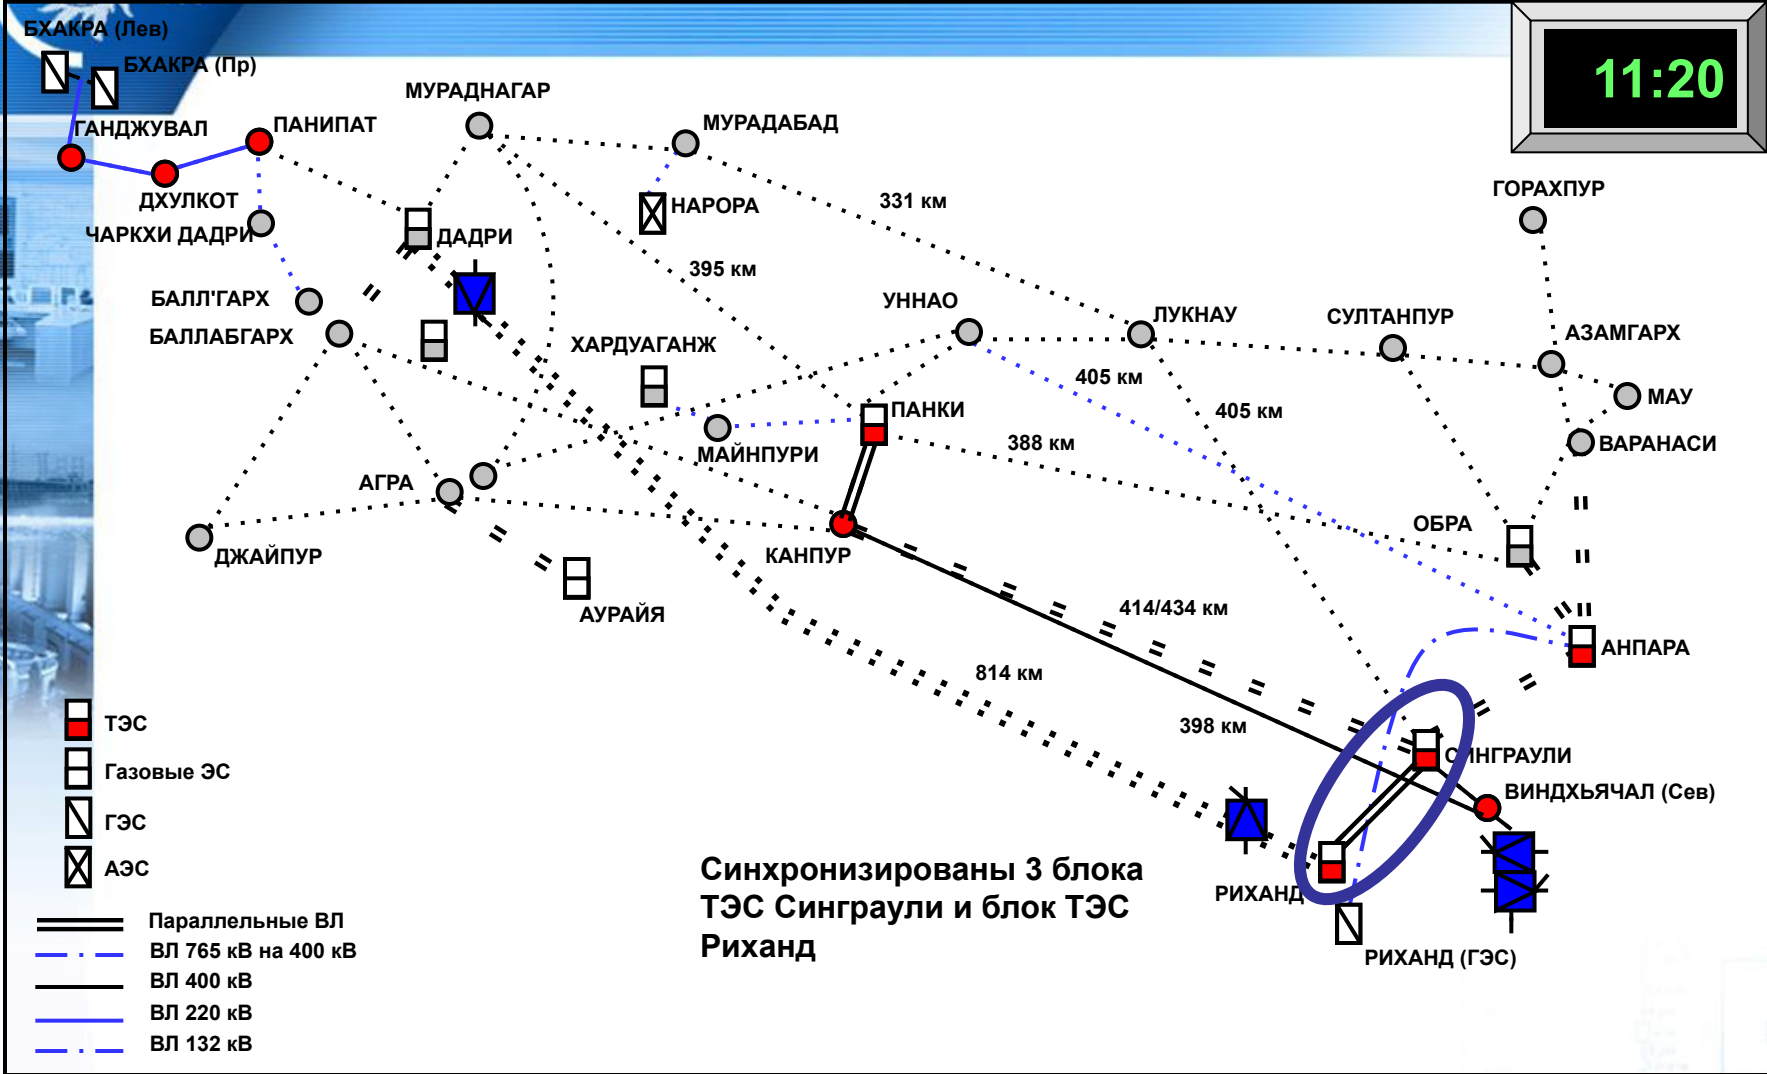 БХАКРА (Лев)
БХАКРА (Пр)
11:20
МУРАДНАГАР
ГАНДЖУВАЛ
ПАНИПАТ
МУРАДАБАД
ГОРАХПУР
ДХУЛКОТ
331 км
НАРОРА
ЧАРКХИ ДАДРИ
ДАДРИ
395 км
БАЛЛ'ГАРХ
УННАО
ЛУКНАУ
СУЛТАНПУР
АЗАМГАРХ
БАЛЛАБГАРХ
ХАРДУАГАНЖ
405 км
МАУ
ПАНКИ
405 км
388 км
ВАРАНАСИ
МАЙНПУРИ
АГРА
ОБРА
ДЖАЙПУР
КАНПУР
АУРАЙЯ
414/434 км
АНПАРА
814 км
398 км
ТЭС
СИНГРАУЛИ
Газовые ЭС
ВИНДХЬЯЧАЛ (Сев)
ГЭС
АЭС
Синхронизированы 3 блока
ТЭС Синграули и блок ТЭС
Риханд
РИХАНД
РИХАНД (ГЭС)
Параллельные ВЛ
ВЛ 765 кВ на 400 кВ
ВЛ 400 кВ
ВЛ 220 кВ
ВЛ 132 кВ